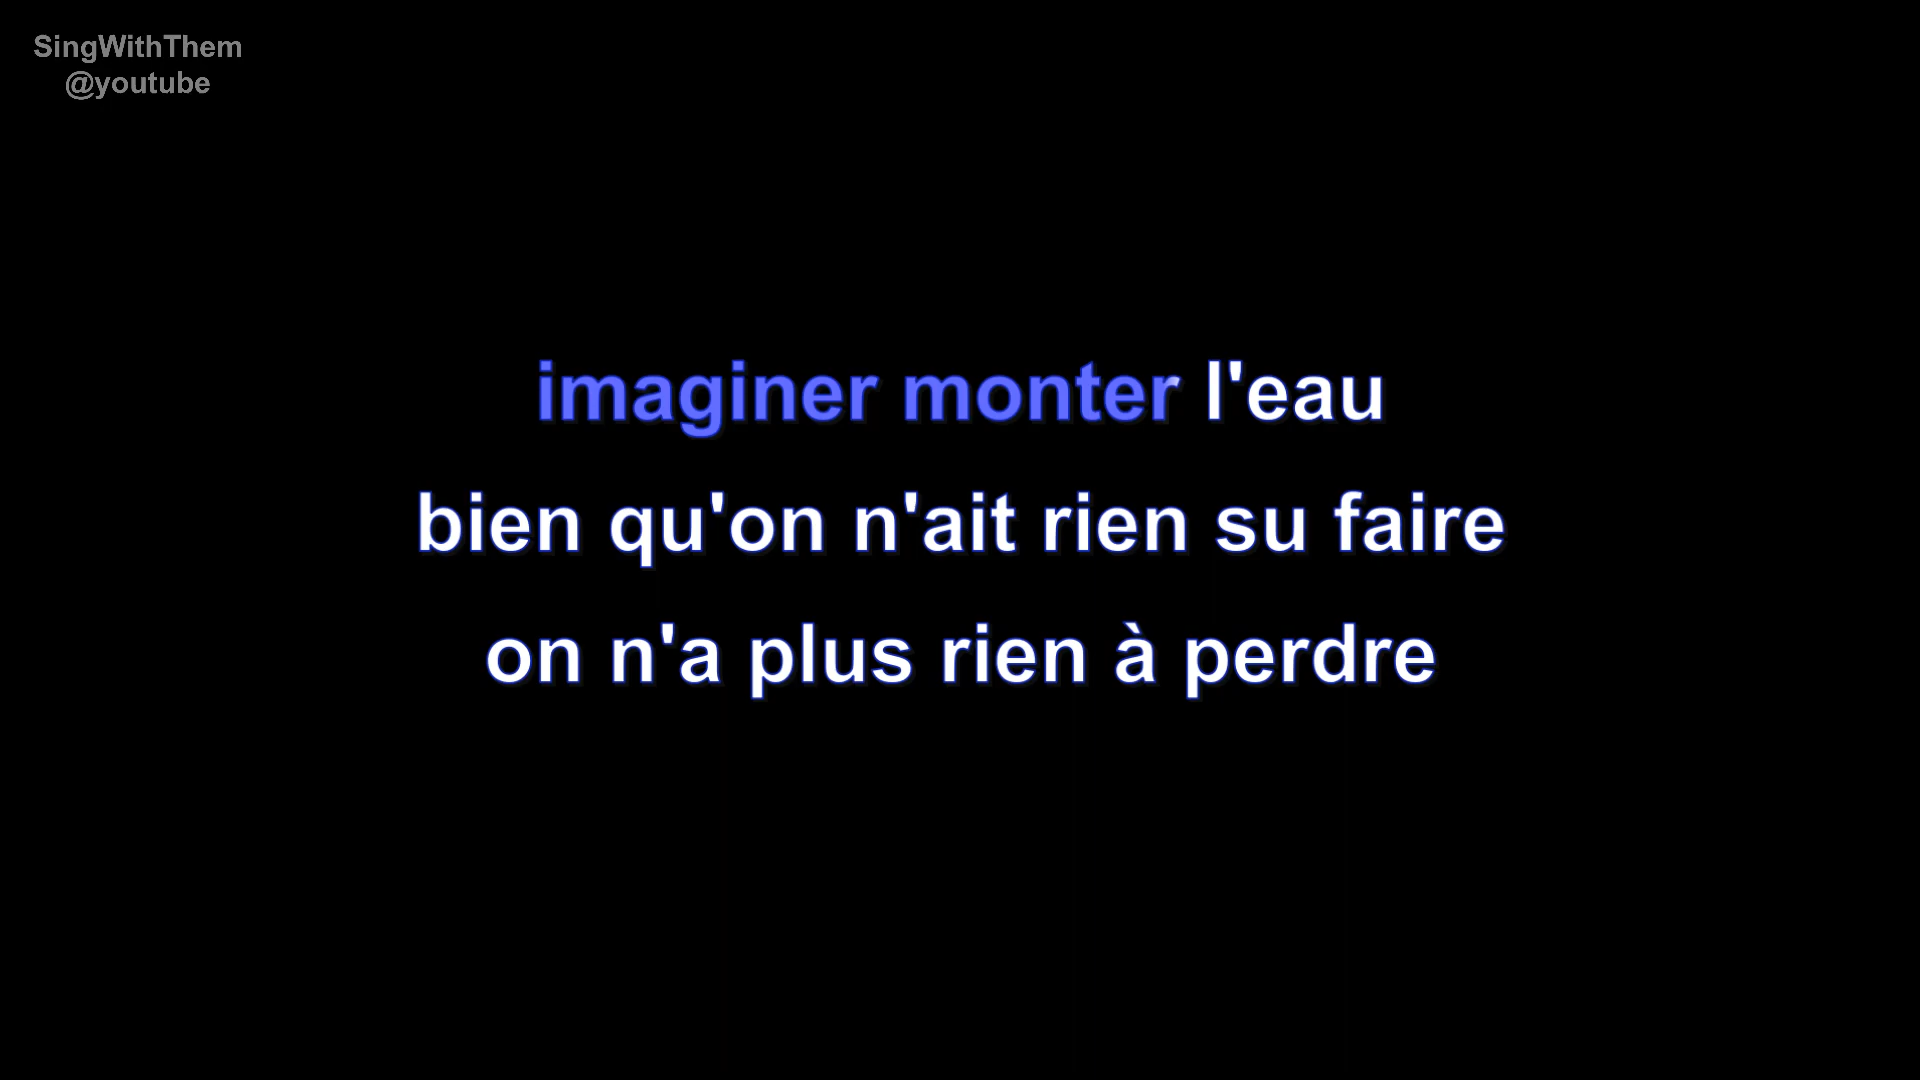 SingWithThem
@youtube
imaginer monter l'eau
bien qu'on n'ait rien su faire
on n'a plus rien à perdre